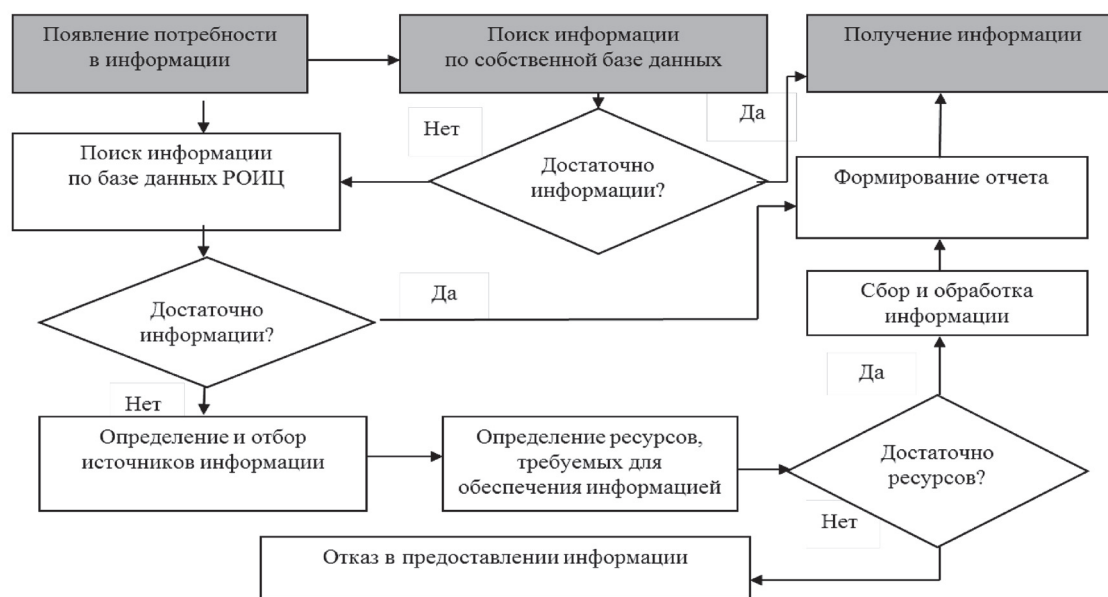 Появление потребности
в информации
Поиск информации
по собственной базе данных
Получение информации
Нет
Да
Поиск информации
по базе данных РОИЦ
Достаточно
информации?
Формирование отчета
Да
Достаточно
информации?
Сбор и обработка
информации
Да
Нет
Определение и отбор
источников информации
Определение ресурсов,
требуемых для
обеспечения информацией
Достаточно
ресурсов?
Нет
Отказ в предоставлении информации